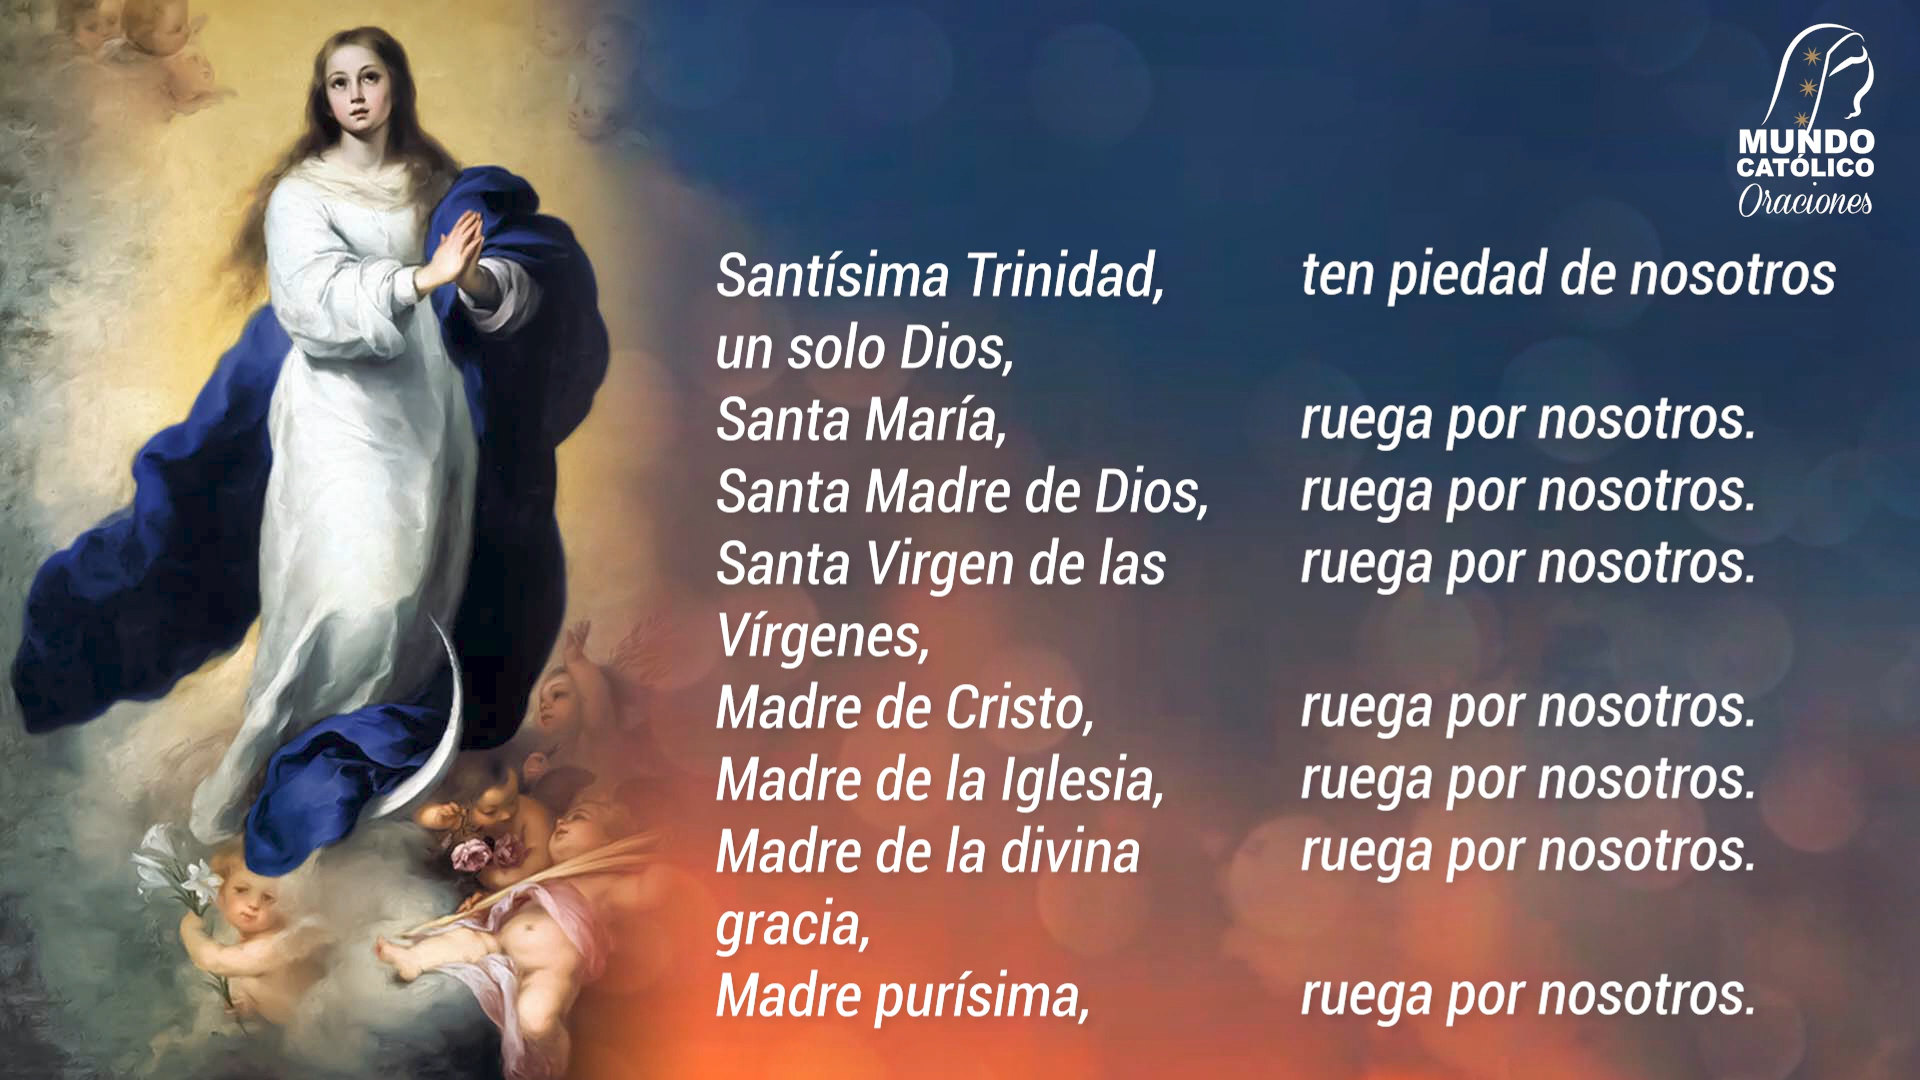 MUNDO
CATÓLICO
Oraciones
Santísima Trinidad, ten piedad de nosotros
un solo Dios,
Santa María, ruega por nosotros.
Santa Madre de Dios, ruega por nosotros.
Santa Virgen de las ruega por nosotros.
Vírgenes,
Madre de Cristo, ruega por nosotros.
Madre de la Iglesia, ruega por nosotros.
Madre de la divina ruega por nosotros.
gracia,
Madre purísima, ruega por nosotros.